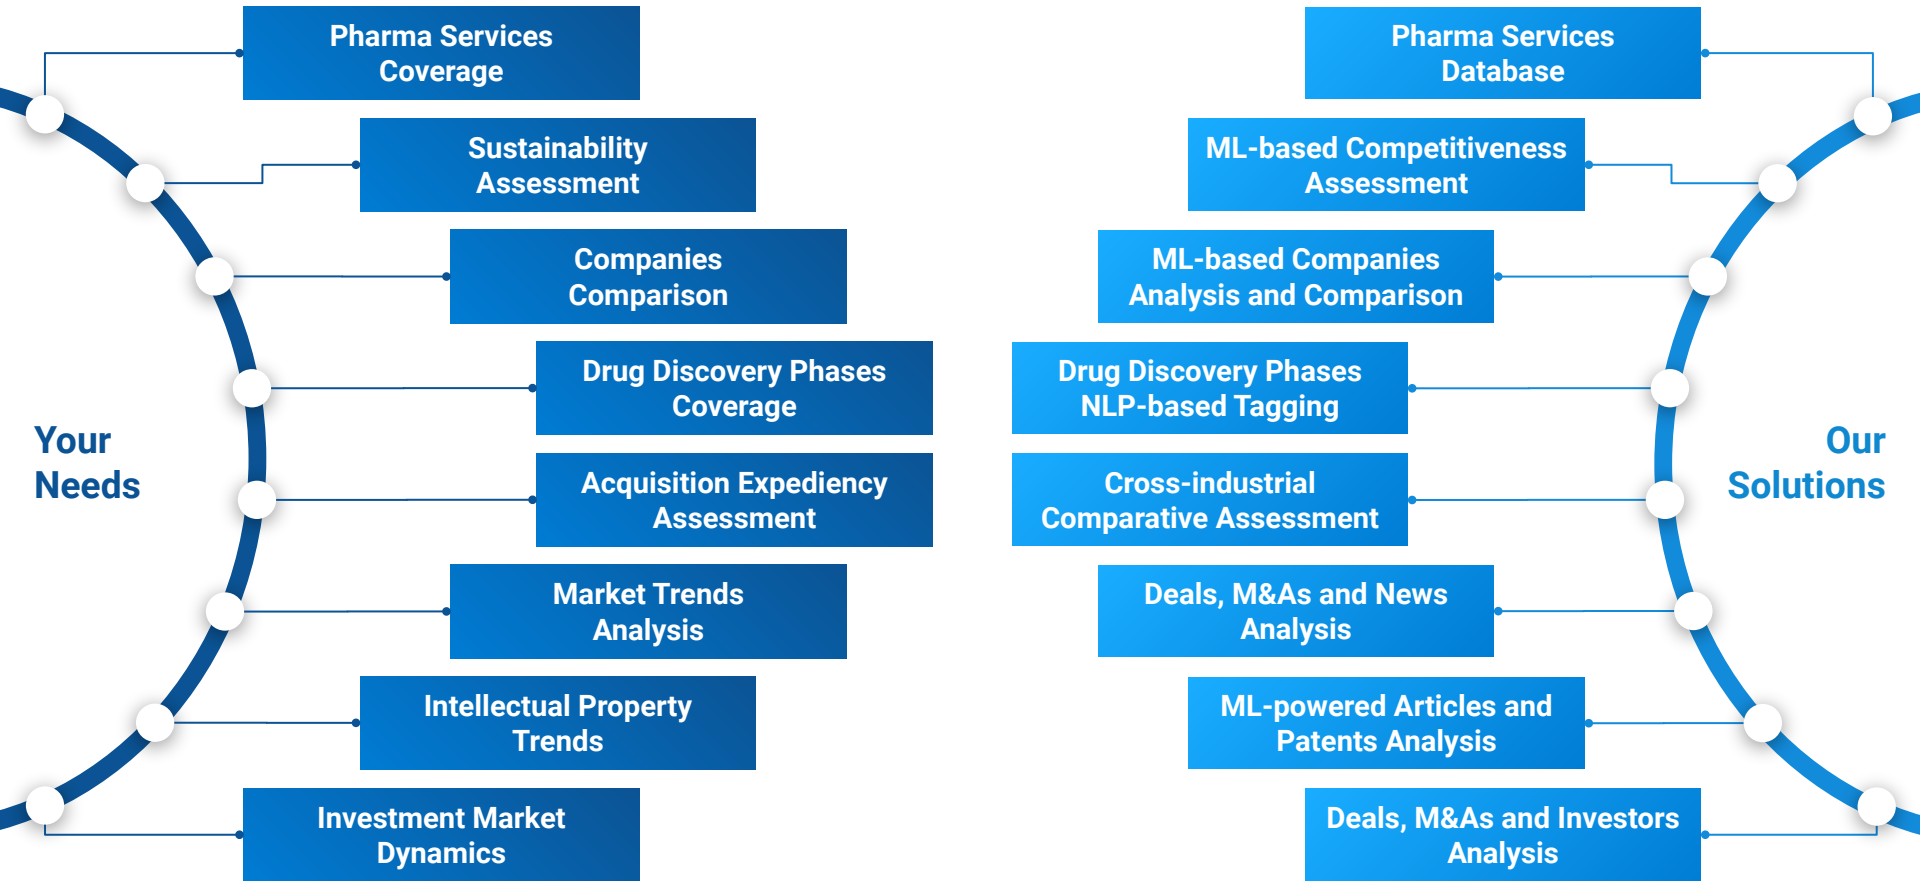 Your
Needs
Pharma Services
Coverage
Sustainability
Assessment
Companies
Comparison
Drug Discovery Phases
Coverage
Acquisition Expediency
Assessment
Market Trends
Analysis
Intellectual Property
Trends
Investment Market
Dynamics
Pharma Services
Database
ML-based Competitiveness
Assessment
ML-based Companies
Analysis and Comparison
Drug Discovery Phases
NLP-based Tagging
Cross-industrial
Comparative Assessment
Deals, M&As and News
Analysis
ML-powered Articles and
Patents Analysis
Deals, M&As and Investors
Analysis
Our
Solutions